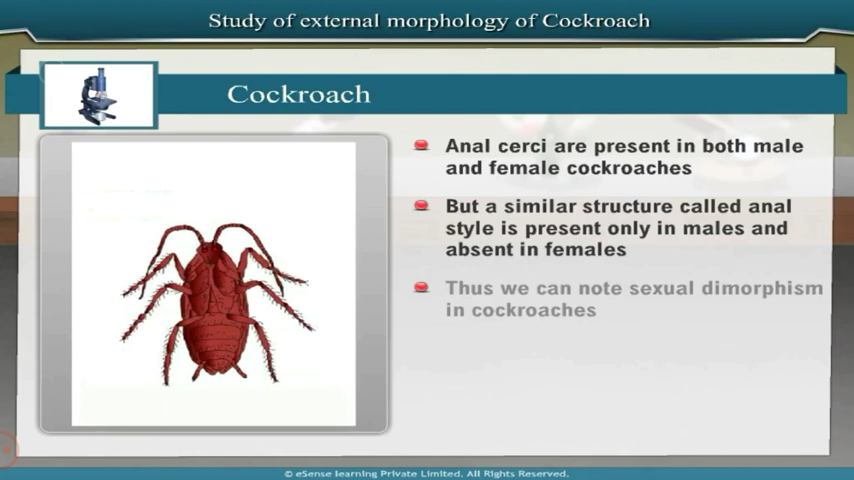 Study of external morphology of Cockroach
Cockroach
Anal cerci are present in both male
and female cockroaches
But a similar structure called anal
style is present only in males and
absent in females
Thus we can note sexual dimorphism
in cockroaches
© eSense learning Private Limited. All Rights Reserved.